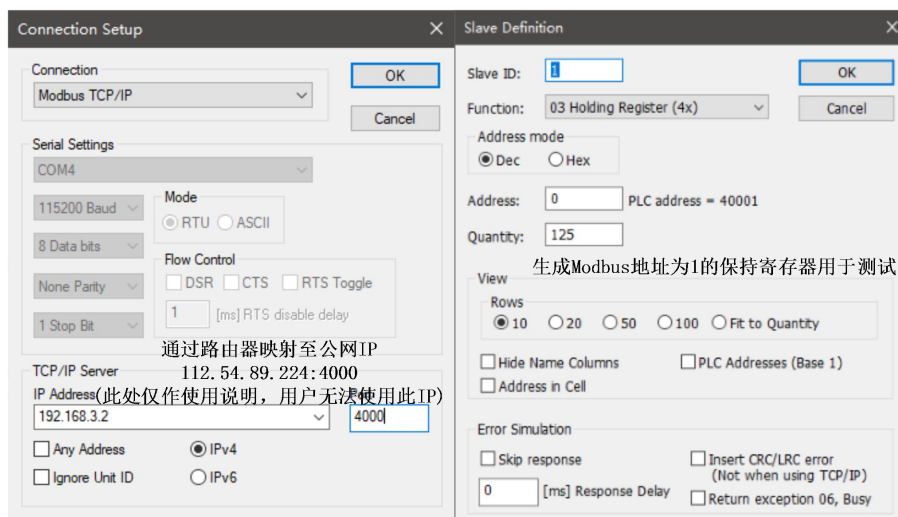 Connection Setup
Connection
OK
Modbus TCP/IP
Cancel
Serial Settings
COM4
115200 Baud
Mode
RTU
ASCII
8 Data bits
Flow Control
None Parity
DSR
CTS
RTS Toggle
1 Stop Bit
1
[ms] RTS disable delay
通过路由器映射至公网IP
112.54.89.224:4000
(此处仅作使用说明，用户无法使用此IP)
TCP/IP Server
IP Address
192.168.3.2
4000
Any Address
IPv4
Ignore Unit ID
IPv6
Slave Definition
Slave ID:
1
OK
Function:
03 Holding Register (4x)
Cancel
Address mode
Dec
Hex
Address:
0
PLC address = 40001
Quantity:
125
生成Modbus地址为1的保持寄存器用于测试
View
Rows
10
20
50
100
Fit to Quantity
Hide Name Columns
PLC Addresses (Base 1)
Address in Cell
Error Simulation
Skip response
Insert CRC/LRC error
(Not when using TCP/IP)
0
[ms] Response Delay
Return exception 06, Busy